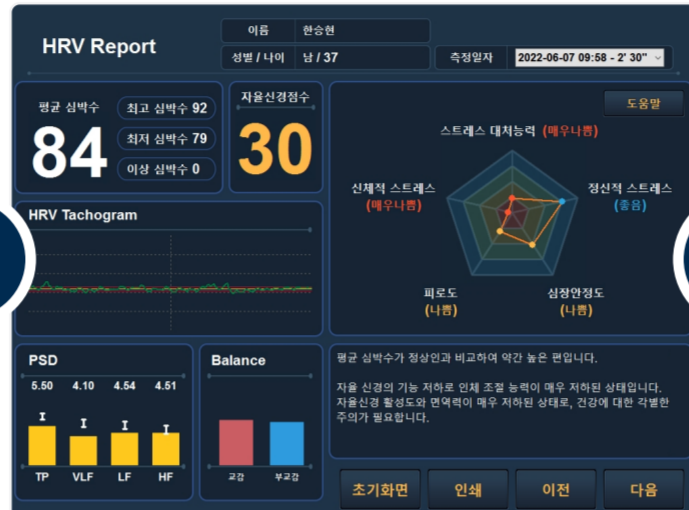 HRV Report
이름 한승현
성별 / 나이 남 / 37
측정일자 2022-06-07 09:58 - 2' 30"
평균 심박수
84
최고 심박수 92
최저 심박수 79
이상 심박수 0
자율신경점수
30
도움말
스트레스 대처능력 (매우나쁨)
신체적 스트레스
(매우나쁨)
정신적 스트레스
(좋음)
피로도
(나쁨)
심장안정도
(나쁨)
HRV Tachogram
PSD
5.50 4.10 4.54 4.51
TP VLF LF HF
Balance
교감 부교감
평균 심박수가 정상인과 비교하여 약간 높은 편입니다.
자율 신경의 기능 저하로 인체 조절 능력이 매우 저하된 상태입니다.
자율신경 활성도와 면역력이 매우 저하된 상태로, 건강에 대한 각별한
주의가 필요합니다.
초기화면 인쇄 이전 다음